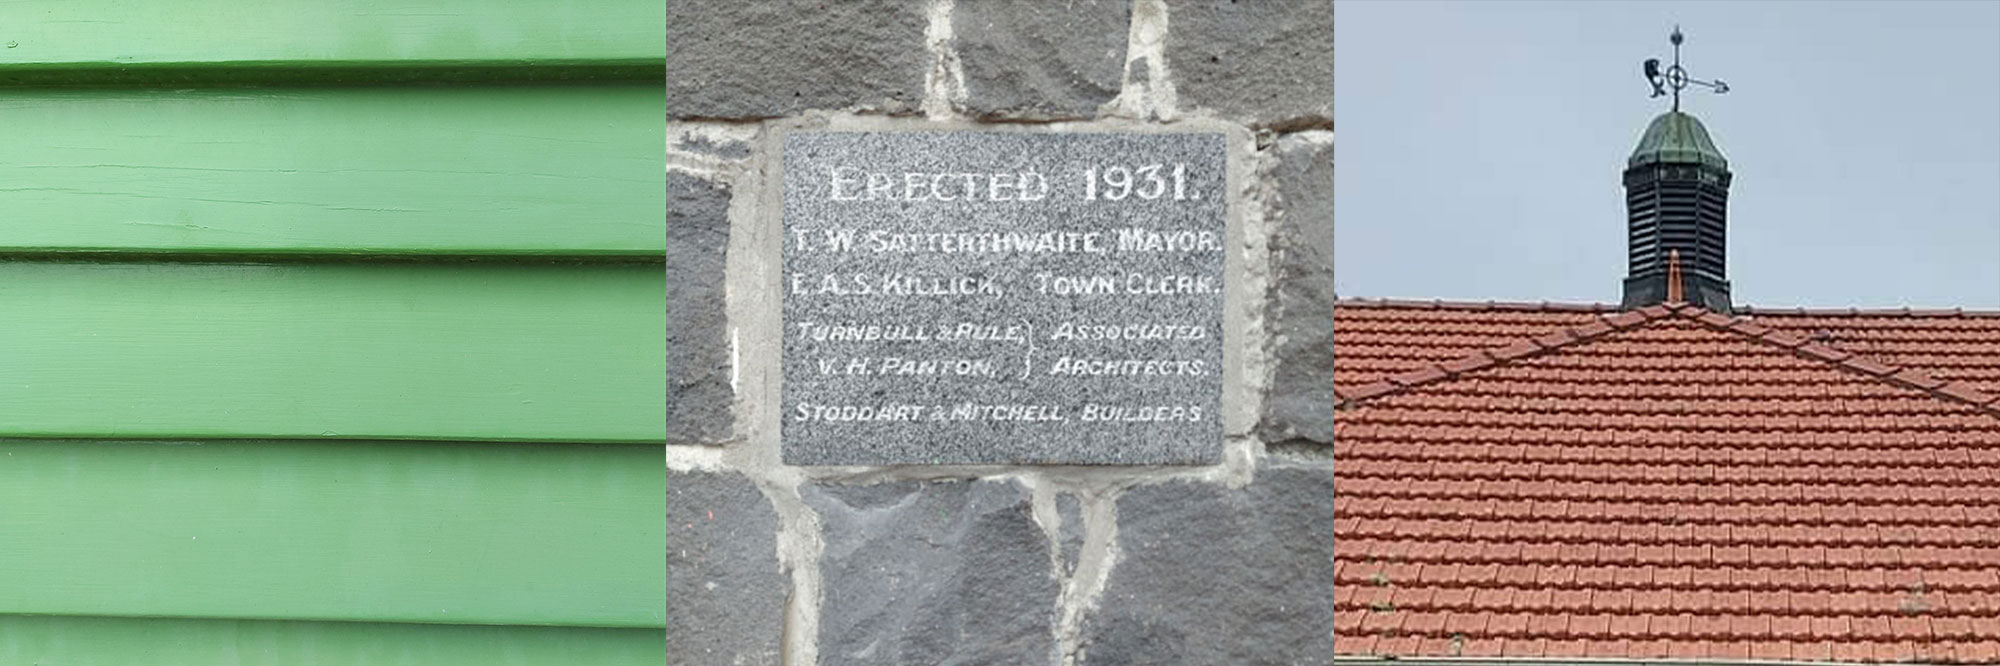 ERECTED 1931.
T. W. SATTERTHWAITE, MAYOR.
E. A. S. KILLICK, TOWN CLERK.
TURNBULL & RULE, } ASSOCIATED
V. H. PANTON, } ARCHITECTS.
STODDART & MITCHELL, BUILDERS